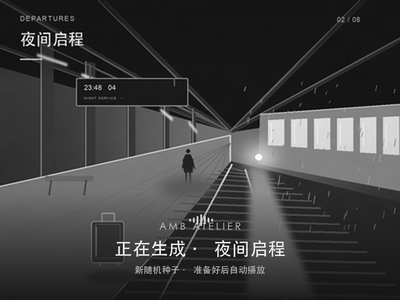 DEPARTURES
02 / 08
夜间启程
23:48 04
NIGHT SERVICE
AMB ATELIER
正在生成 · 夜间启程
新随机种子 · 准备好后自动播放